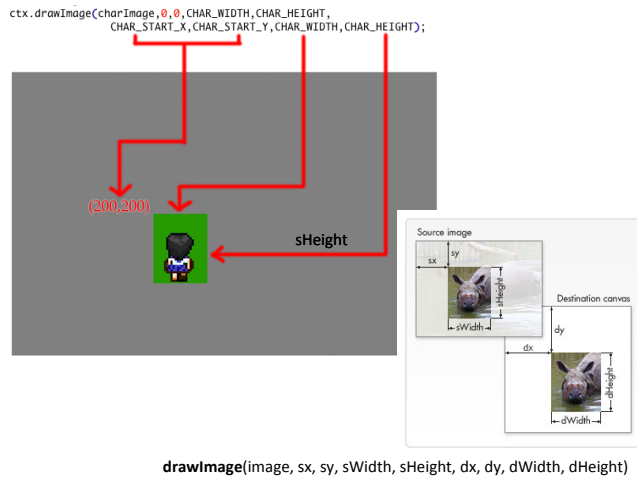 ctx.drawImage(charImage,0,0,CHAR_WIDTH,CHAR_HEIGHT,
CHAR_START_X,CHAR_START_Y,CHAR_WIDTH,CHAR_HEIGHT);
(200,200)
sHeight
Source image
sy
sx
sHeight
sWidth
Destination canvas
dy
dx
dHeight
dWidth
drawImage(image, sx, sy, sWidth, sHeight, dx, dy, dWidth, dHeight)